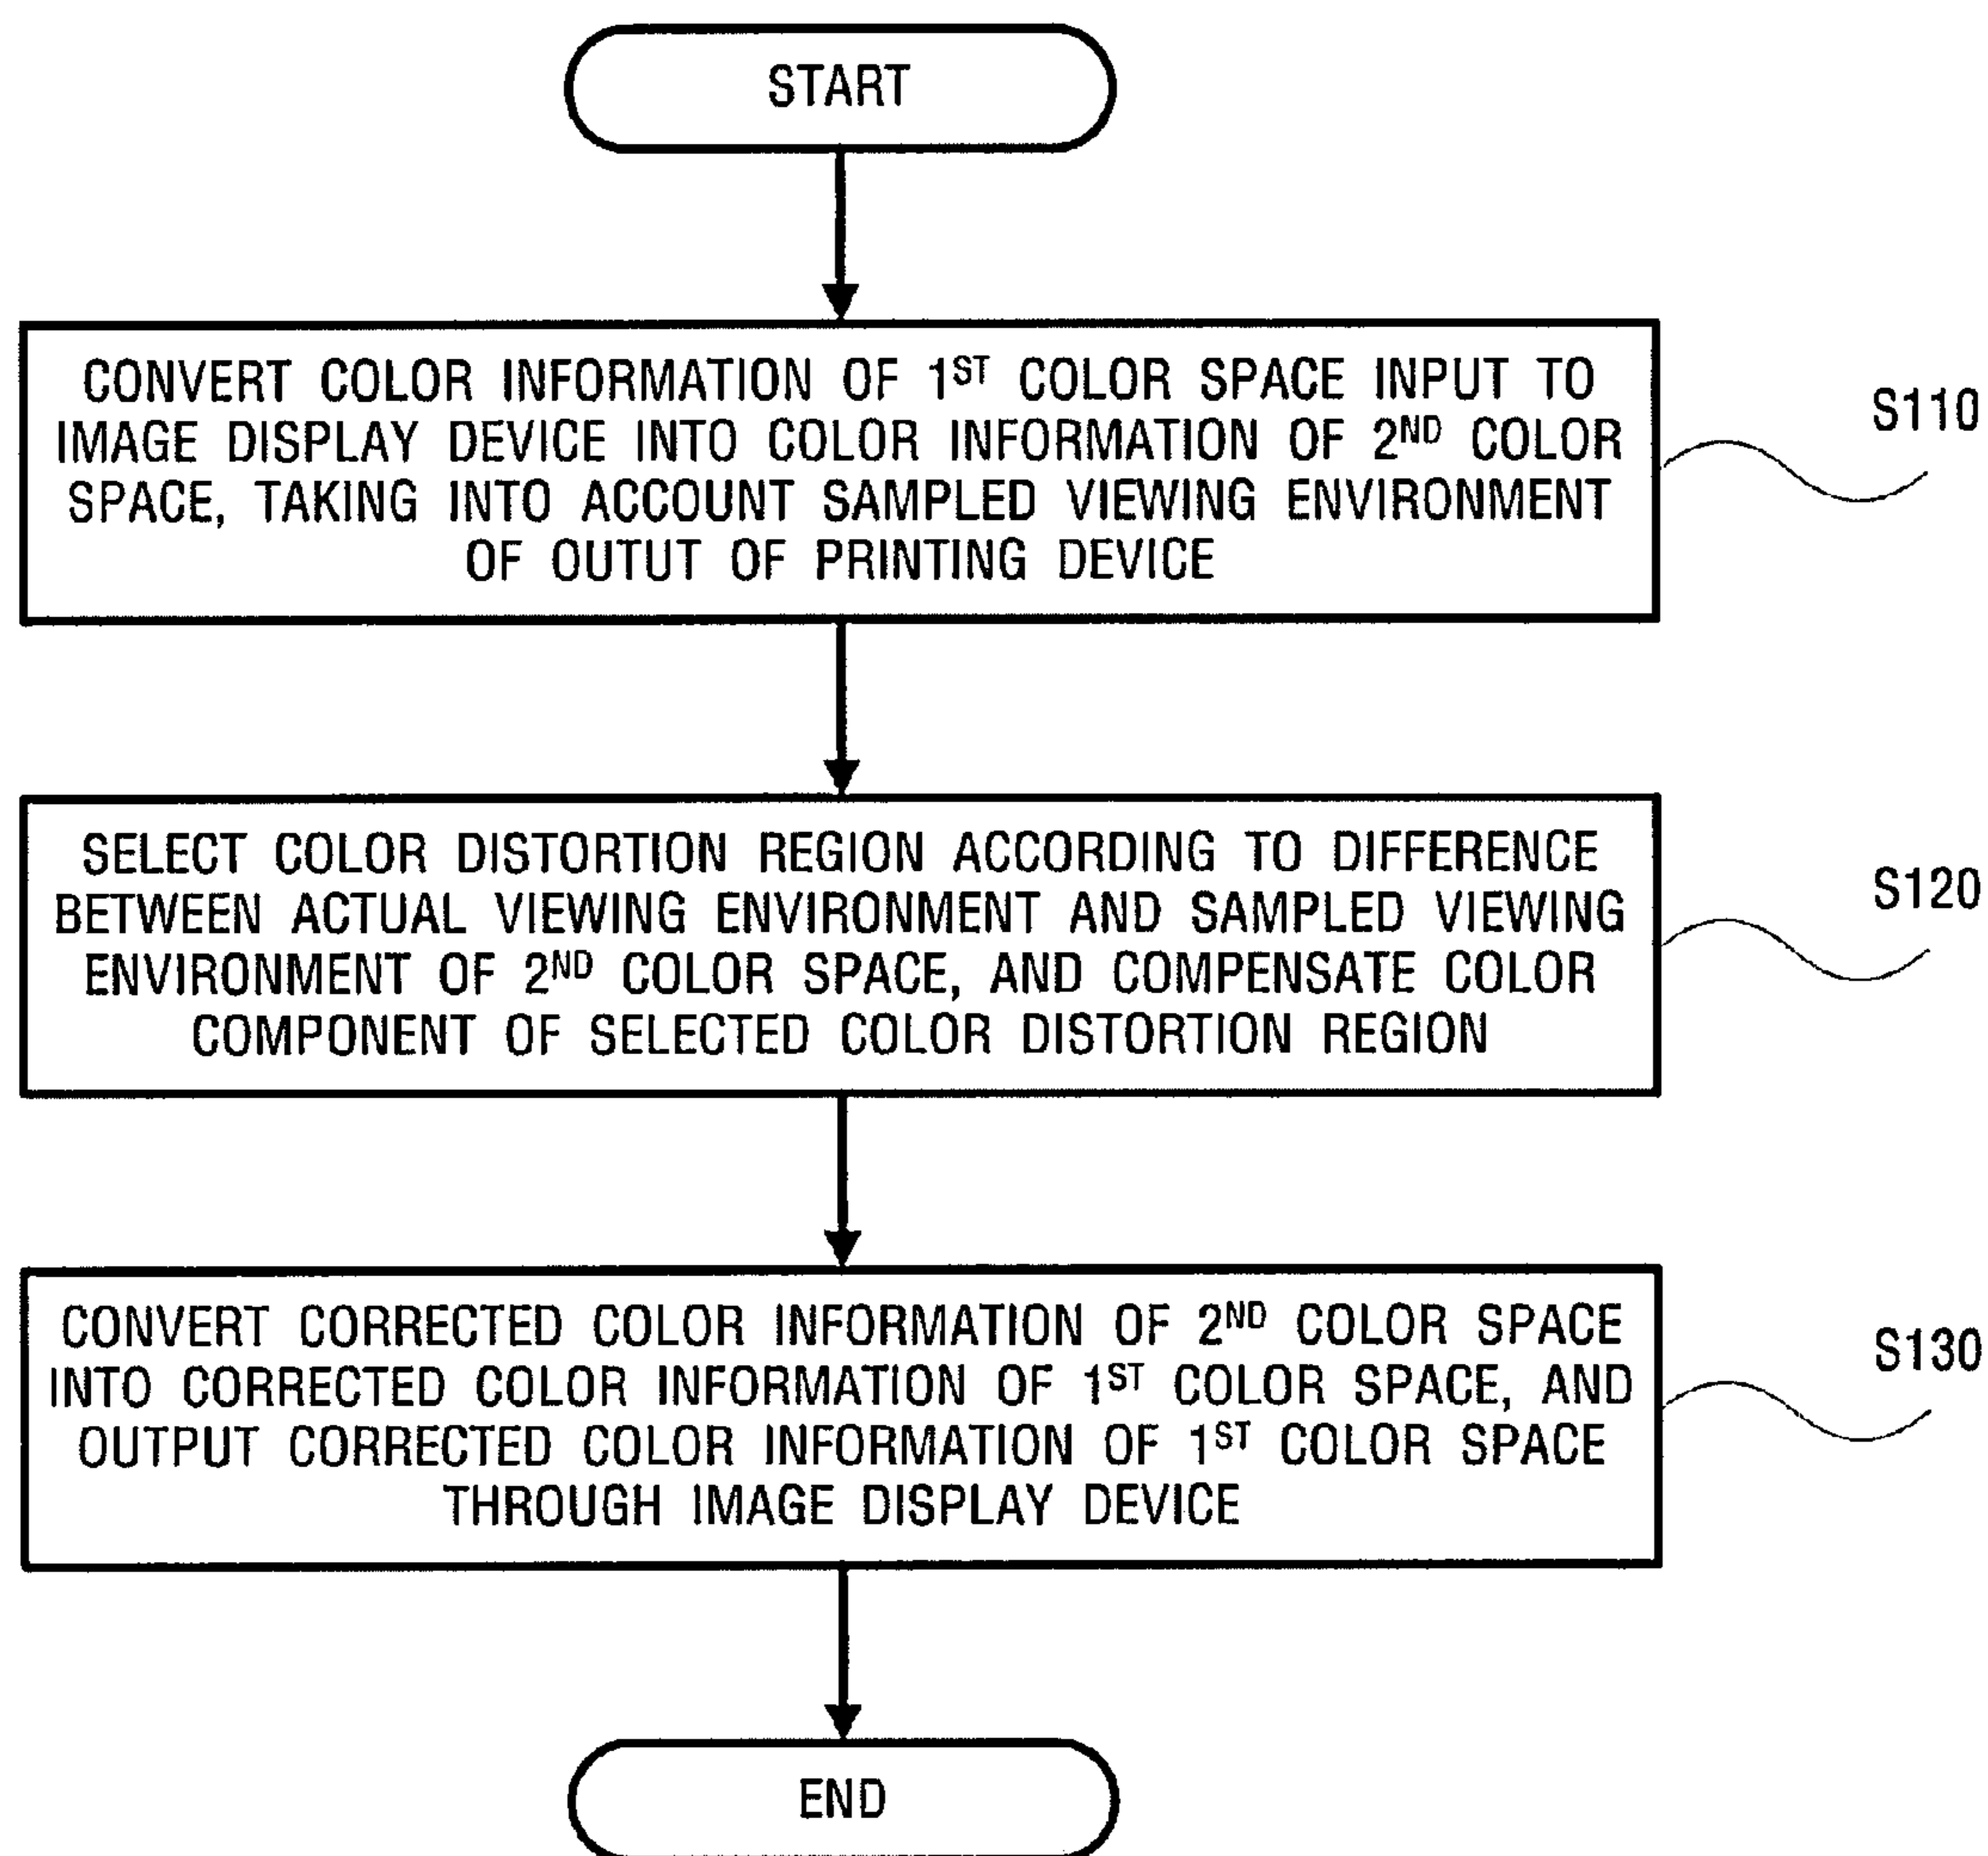 START
CONVERT COLOR INFORMATION OF 1ST COLOR SPACE INPUT TO
IMAGE DISPLAY DEVICE INTO COLOR INFORMATION OF 2ND COLOR
SPACE, TAKING INTO ACCOUNT SAMPLED VIEWING ENVIRONMENT
OF OUTUT OF PRINTING DEVICE
S110
SELECT COLOR DISTORTION REGION ACCORDING TO DIFFERENCE
BETWEEN ACTUAL VIEWING ENVIRONMENT AND SAMPLED VIEWING
ENVIRONMENT OF 2ND COLOR SPACE, AND COMPENSATE COLOR
COMPONENT OF SELECTED COLOR DISTORTION REGION
S120
CONVERT CORRECTED COLOR INFORMATION OF 2ND COLOR SPACE
INTO CORRECTED COLOR INFORMATION OF 1ST COLOR SPACE, AND
OUTPUT CORRECTED COLOR INFORMATION OF 1ST COLOR SPACE
THROUGH IMAGE DISPLAY DEVICE
S130
END